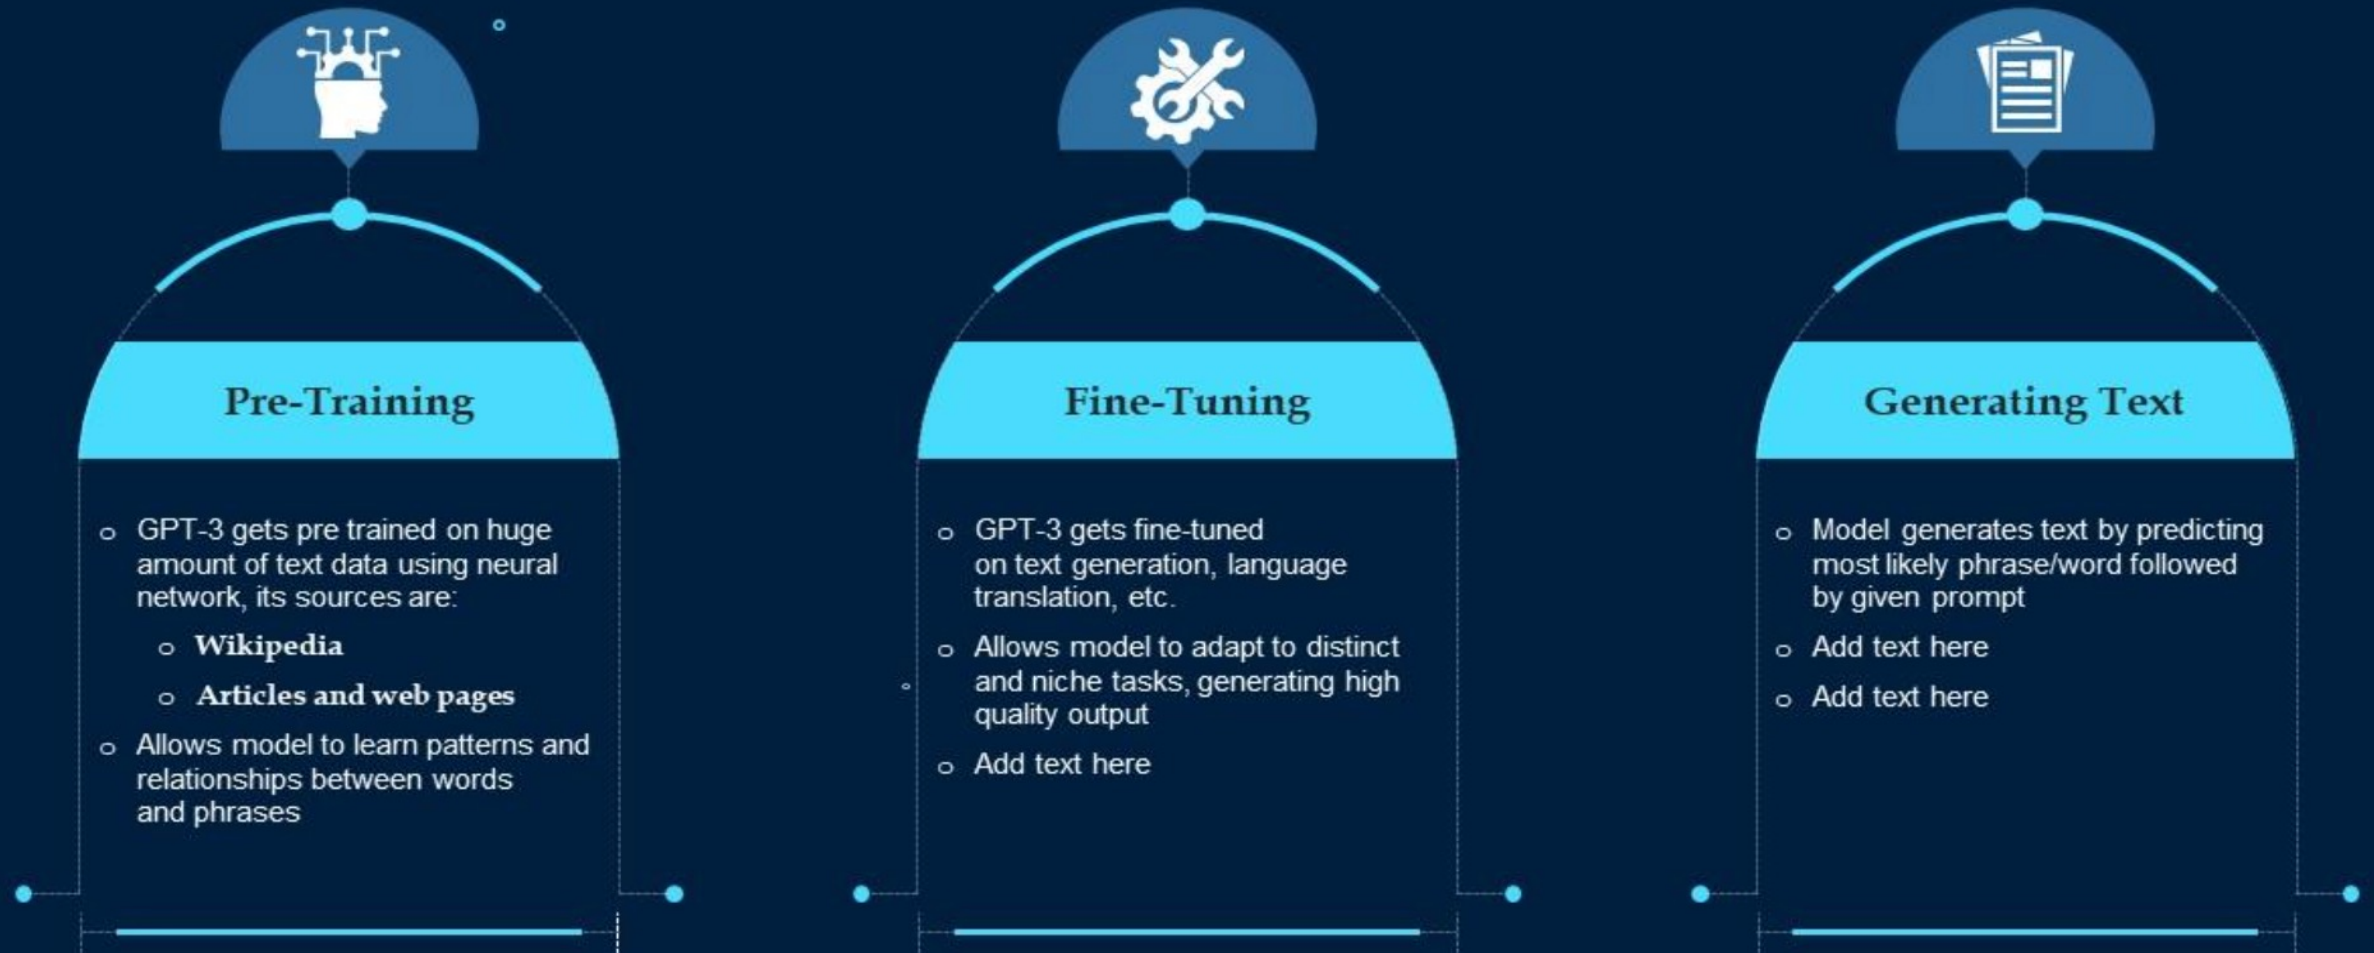 Pre-Training
GPT-3 gets pre trained on huge
amount of text data using neural
network, its sources are:
Wikipedia
Articles and web pages
Allows model to learn patterns and
relationships between words
and phrases
Fine-Tuning
GPT-3 gets fine-tuned
on text generation, language
translation, etc.
Allows model to adapt to distinct
and niche tasks, generating high
quality output
Add text here
Generating Text
Model generates text by predicting
most likely phrase/word followed
by given prompt
Add text here
Add text here